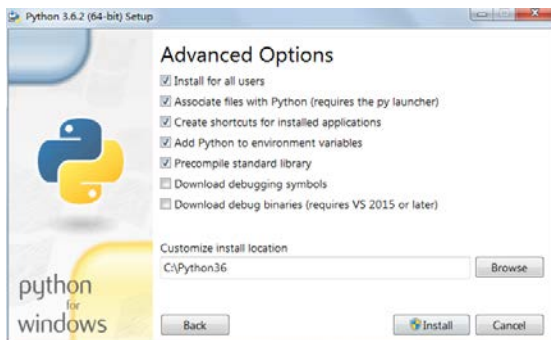 Python 3.6.2 (64-bit) Setup
Advanced Options
Install for all users
Associate files with Python (requires the py launcher)
Create shortcuts for installed applications
Add Python to environment variables
Precompile standard library
Download debugging symbols
Download debug binaries (requires VS 2015 or later)
Customize install location
C:\Python36
Browse
python
for
windows
Back
Install
Cancel